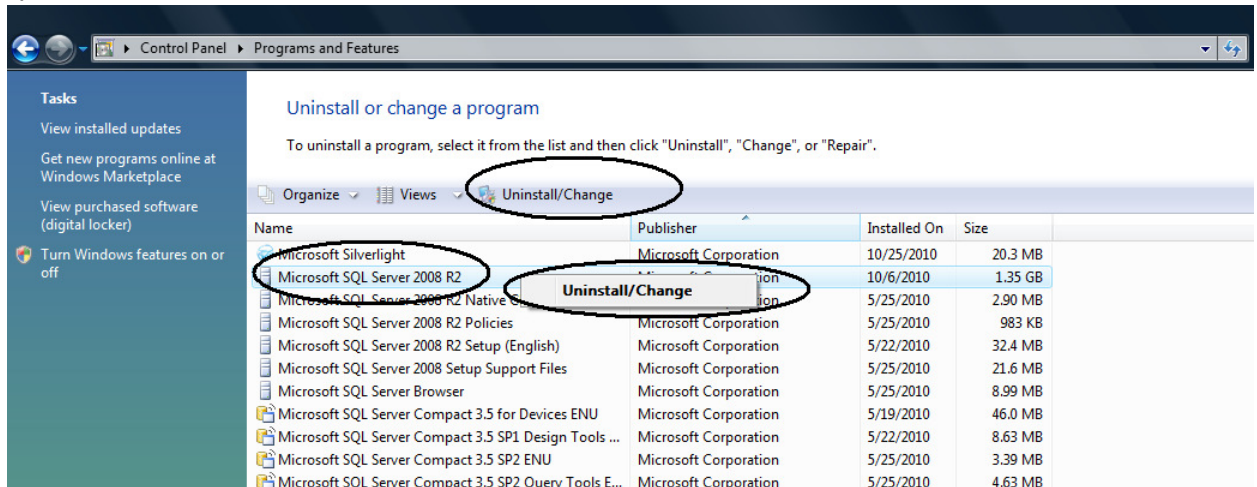 Control Panel ▸ Programs and Features
Tasks
View installed updates
Get new programs online at
Windows Marketplace
View purchased software
(digital locker)
Turn Windows features on or
off
Uninstall or change a program
To uninstall a program, select it from the list and then click "Uninstall", "Change", or "Repair".
Organize Views Uninstall/Change
Name Publisher Installed On Size
Microsoft Silverlight Microsoft Corporation 10/25/2010 20.3 MB
Microsoft SQL Server 2008 R2 10/6/2010 1.35 GB
Uninstall/Change
Microsoft SQL Server 2008 R2 Native 5/25/2010 2.90 MB
Microsoft SQL Server 2008 R2 Policies Microsoft Corporation 5/25/2010 983 KB
Microsoft SQL Server 2008 R2 Setup (English) Microsoft Corporation 5/22/2010 32.4 MB
Microsoft SQL Server 2008 Setup Support Files Microsoft Corporation 5/25/2010 21.6 MB
Microsoft SQL Server Browser Microsoft Corporation 5/25/2010 8.99 MB
Microsoft SQL Server Compact 3.5 for Devices ENU Microsoft Corporation 5/19/2010 46.0 MB
Microsoft SQL Server Compact 3.5 SP1 Design Tools ... Microsoft Corporation 5/22/2010 8.63 MB
Microsoft SQL Server Compact 3.5 SP2 ENU Microsoft Corporation 5/25/2010 3.39 MB
Microsoft SQL Server Compact 3.5 SP2 Query Tools E... Microsoft Corporation 5/25/2010 4.63 MB